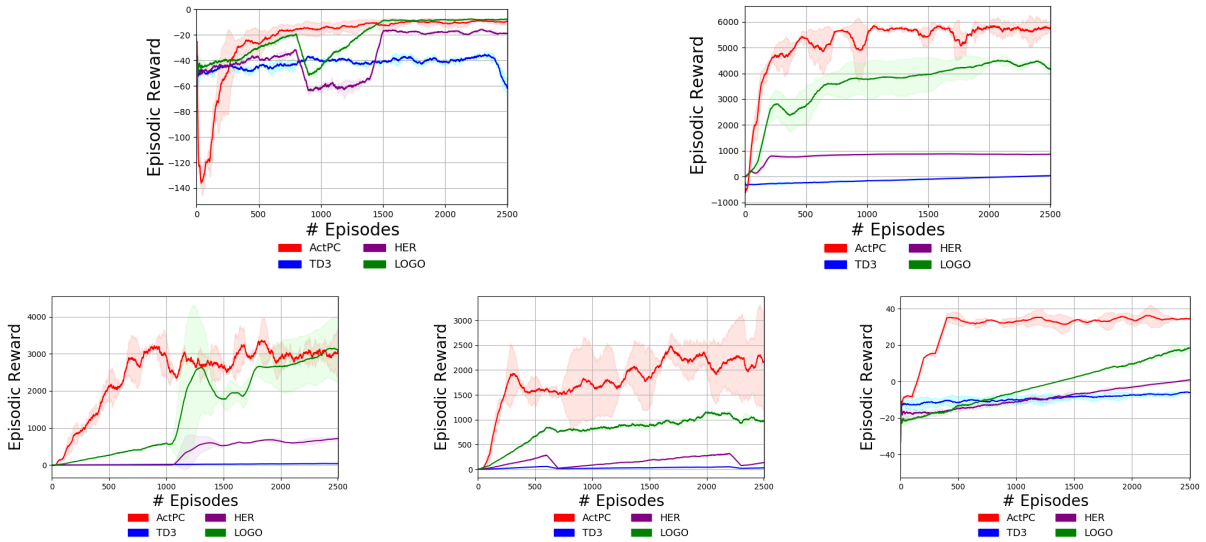 0
−20
−40
−60
−80
−100
−120
−140
Episodic Reward
0 500 1000 1500 2000 2500
# Episodes
ActPC HER
TD3 LOGO
6000
5000
4000
3000
2000
1000
0
−1000
Episodic Reward
0 500 1000 1500 2000 2500
# Episodes
ActPC HER
TD3 LOGO
4000
3000
2000
1000
0
Episodic Reward
0 500 1000 1500 2000 2500
# Episodes
ActPC HER
TD3 LOGO
3000
2500
2000
1500
1000
500
0
Episodic Reward
0 500 1000 1500 2000 2500
# Episodes
ActPC HER
TD3 LOGO
40
20
0
−20
−40
Episodic Reward
0 500 1000 1500 2000 2500
# Episodes
ActPC HER
TD3 LOGO